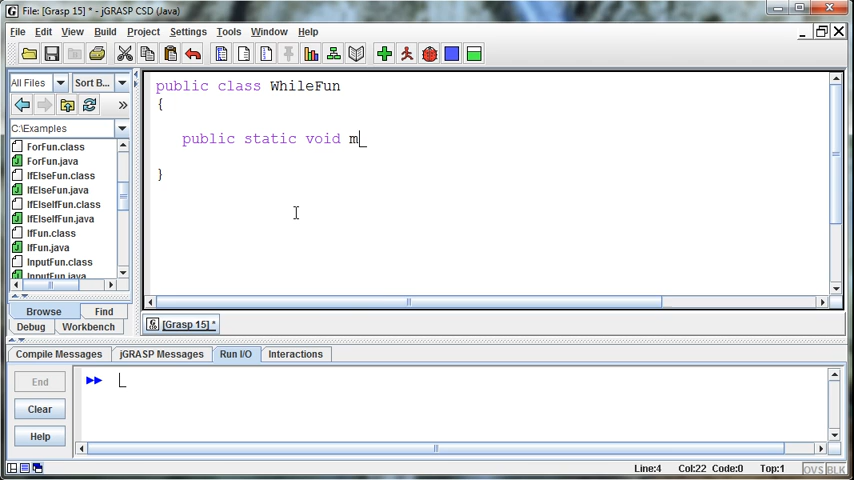 File: [Grasp 15] * - jGRASP CSD (Java)
File Edit View Build Project Settings Tools Window Help
All Files Sort B...
C:\Examples
ForFun.class
ForFun.java
IfElseFun.class
IfElseFun.java
IfElseIfFun.class
IfElseIfFun.java
IfFun.class
IfFun.java
InputFun.class
InputFun.java
Browse Find
Debug Workbench
public class WhileFun
{
public static void m
}
[Grasp 15] *
Compile Messages jGRASP Messages Run I/O Interactions
End
Clear
Help
Line:4 Col:22 Code:0 Top:1 OVS BLK